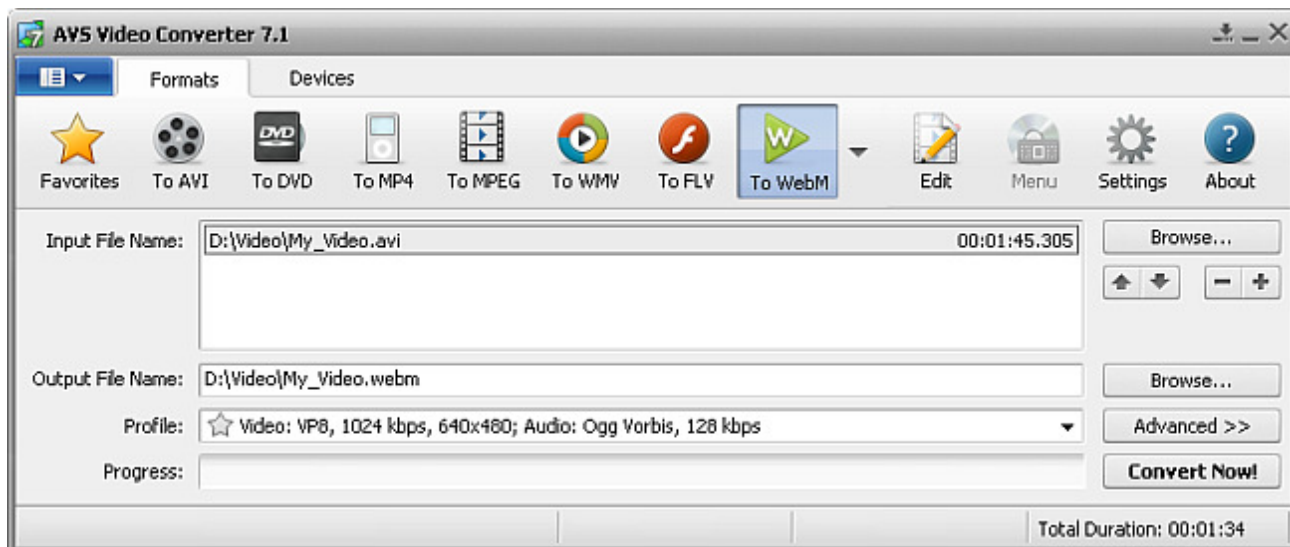 AVS Video Converter 7.1
Formats Devices
DVD W ?
Favorites To AVI To DVD To MP4 To MPEG To WMV To FLV To WebM Edit Menu Settings About
Input File Name: D:\Video\My_Video.avi 00:01:45.305 Browse...
Output File Name: D:\Video\My_Video.webm Browse...
Profile: Video: VP8, 1024 kbps, 640x480; Audio: Ogg Vorbis, 128 kbps Advanced >>
Progress: Convert Now!
Total Duration: 00:01:34